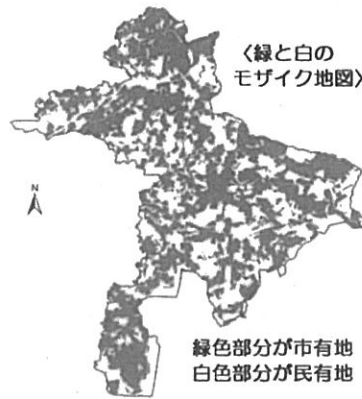 〈緑と白の
モザイク地図〉
N
緑色部分が市有地
白色部分が民有地